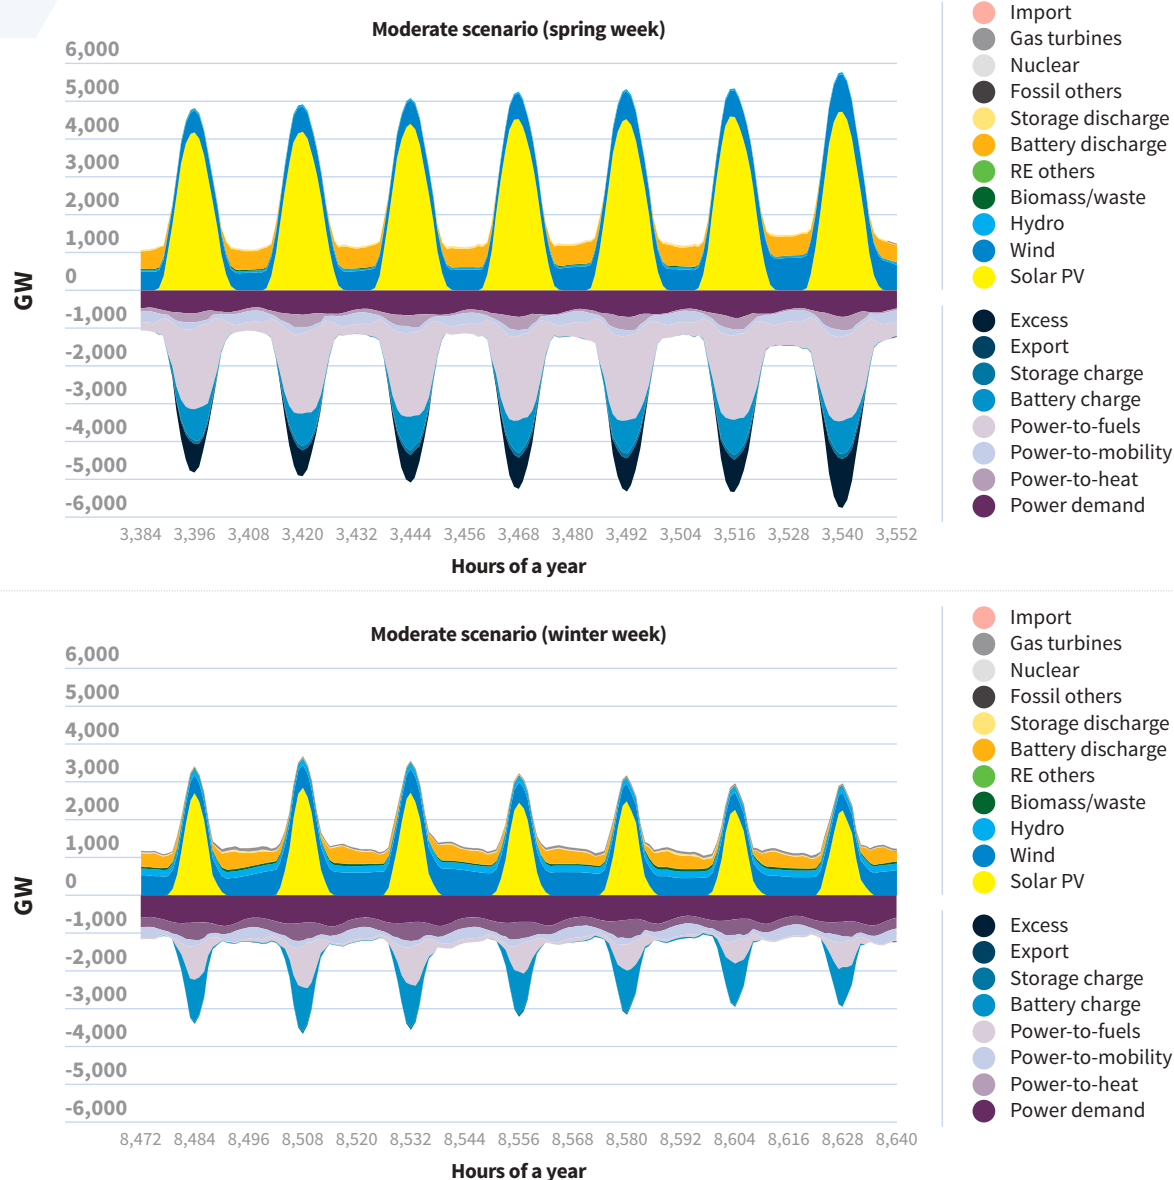 Moderate scenario (spring week)
6,000
5,000
4,000
3,000
2,000
1,000
0
-1,000
-2,000
-3,000
-4,000
-5,000
-6,000
GW
3,384 3,396 3,408 3,420 3,432 3,444 3,456 3,468 3,480 3,492 3,504 3,516 3,528 3,540 3,552
Hours of a year
Import
Gas turbines
Nuclear
Fossil others
Storage discharge
Battery discharge
RE others
Biomass/waste
Hydro
Wind
Solar PV
Excess
Export
Storage charge
Battery charge
Power-to-fuels
Power-to-mobility
Power-to-heat
Power demand
Moderate scenario (winter week)
6,000
5,000
4,000
3,000
2,000
1,000
0
-1,000
-2,000
-3,000
-4,000
-5,000
-6,000
GW
8,472 8,484 8,496 8,508 8,520 8,532 8,544 8,556 8,568 8,580 8,592 8,604 8,616 8,628 8,640
Hours of a year
Import
Gas turbines
Nuclear
Fossil others
Storage discharge
Battery discharge
RE others
Biomass/waste
Hydro
Wind
Solar PV
Excess
Export
Storage charge
Battery charge
Power-to-fuels
Power-to-mobility
Power-to-heat
Power demand